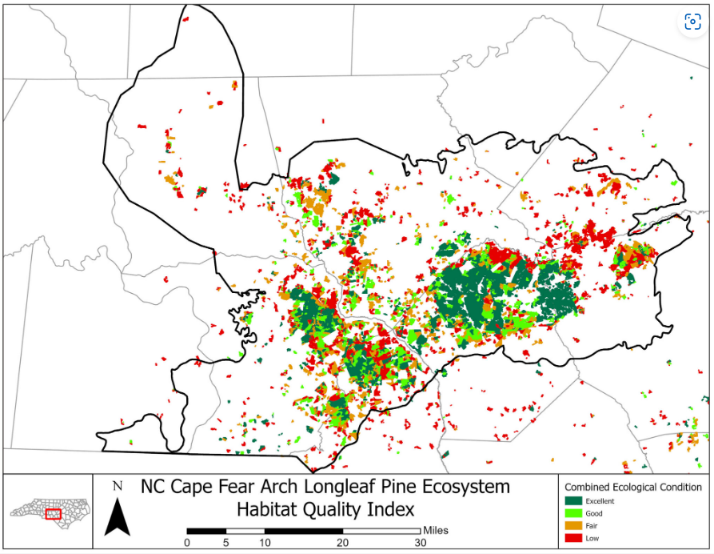 N
NC Cape Fear Arch Longleaf Pine Ecosystem
Habitat Quality Index
Miles
0 5 10 20 30
Combined Ecological Condition
Excellent
Good
Fair
Low